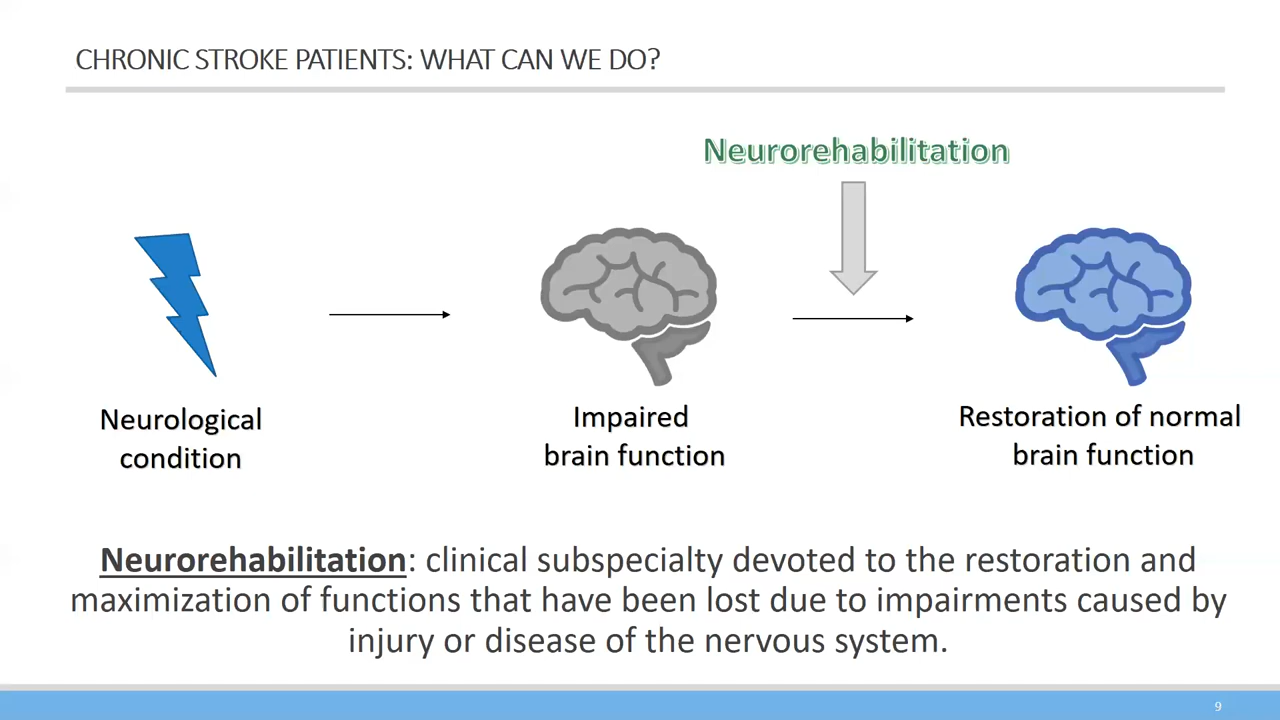 CHRONIC STROKE PATIENTS: WHAT CAN WE DO?
Neurorehabilitation
Neurological
condition
Impaired
brain function
Restoration of normal
brain function
Neurorehabilitation: clinical subspecialty devoted to the restoration and
maximization of functions that have been lost due to impairments caused by
injury or disease of the nervous system.
9